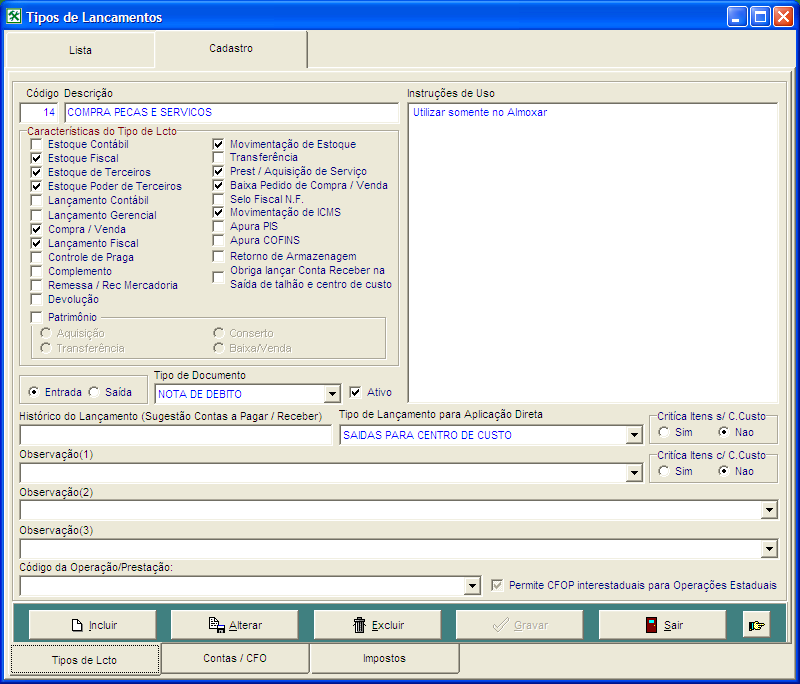 Tipos de Lancamentos
Lista
Cadastro
Código Descrição
14 COMPRA PECAS E SERVICOS
Instruções de Uso
Utilizar somente no Almoxar
Características do Tipo de Lcto
Estoque Contábil
Estoque Fiscal
Estoque de Terceiros
Estoque Poder de Terceiros
Lançamento Contábil
Lançamento Gerencial
Compra / Venda
Lançamento Fiscal
Controle de Praga
Complemento
Remessa / Rec Mercadoria
Devolução
Movimentação de Estoque
Transferência
Prest / Aquisição de Serviço
Baixa Pedido de Compra / Venda
Selo Fiscal N.F.
Movimentação de ICMS
Apura PIS
Apura COFINS
Retorno de Armazenagem
Obriga lançar Conta Receber na
Saída de talhão e centro de custo
Patrimônio
Aquisição
Conserto
Transferência
Baixa/Venda
Entrada Saída
Tipo de Documento
NOTA DE DEBITO
Ativo
Histórico do Lançamento (Sugestão Contas a Pagar / Receber)
Tipo de Lançamento para Aplicação Direta
SAIDAS PARA CENTRO DE CUSTO
Critíca Itens s/ C.Custo
Sim Nao
Observação(1)
Critíca Itens c/ C.Custo
Sim Nao
Observação(2)
Observação(3)
Código da Operação/Prestação:
Permite CFOP interestaduais para Operações Estaduais
Incluir
Alterar
Excluir
Gravar
Sair
Tipos de Lcto
Contas / CFO
Impostos